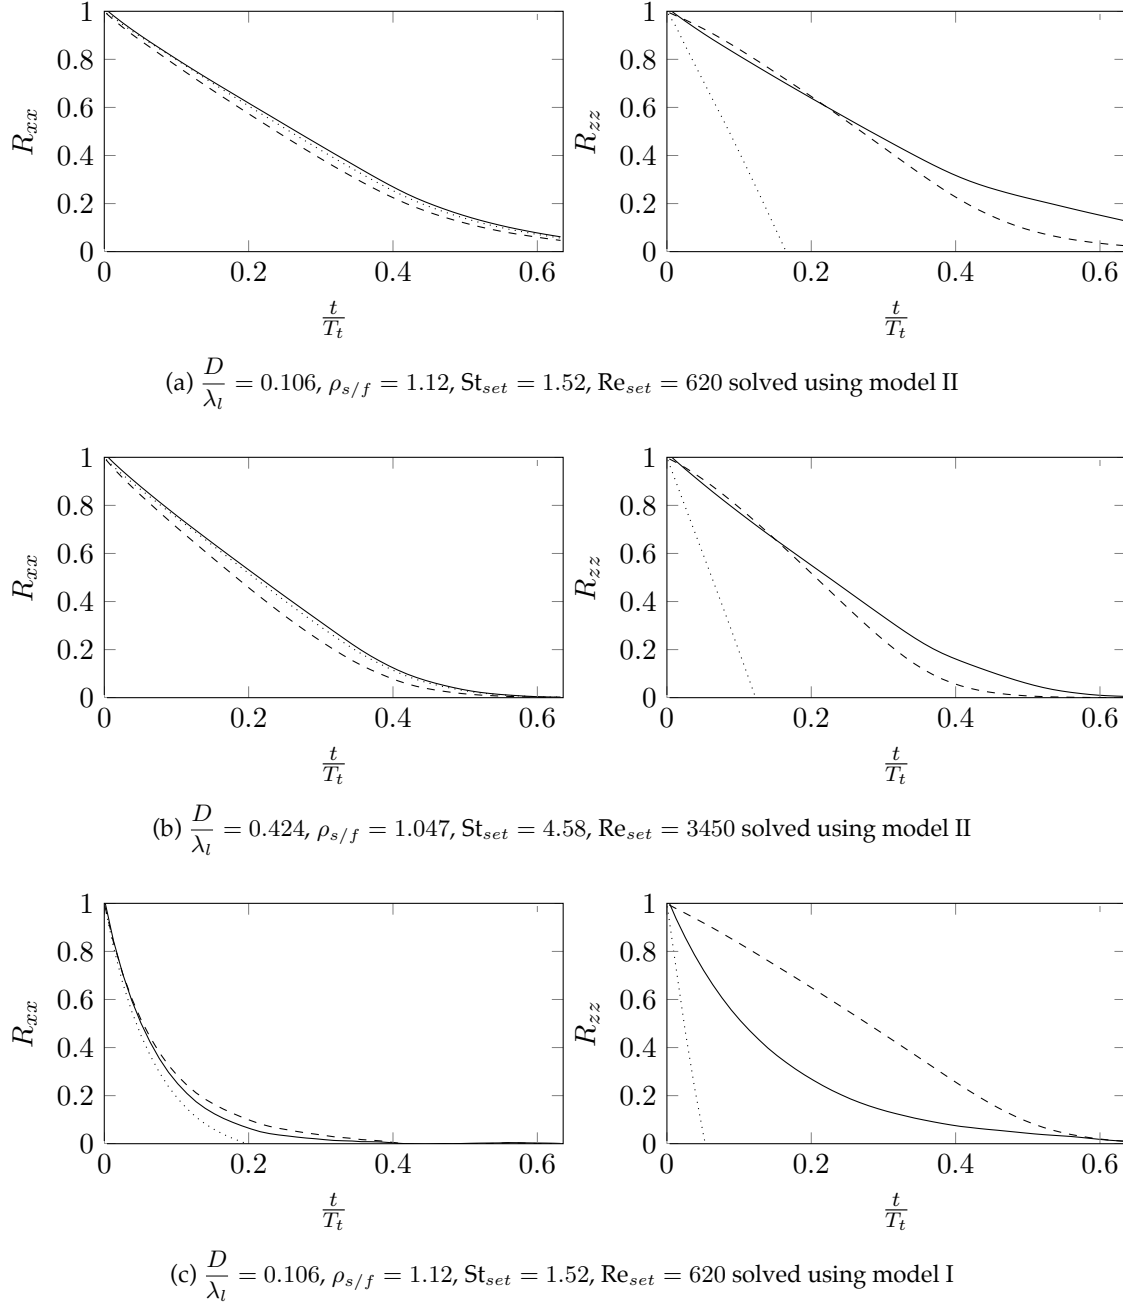 1
0.8
0.6
0.4
0.2
0
R_{xx}
0 0.2 0.4 0.6
t/T_t
1
0.8
0.6
0.4
0.2
0
R_{zz}
0 0.2 0.4 0.6
t/T_t
(a) D/λ_l = 0.106, ρ_{s/f} = 1.12, St_{set} = 1.52, Re_{set} = 620 solved using model II
1
0.8
0.6
0.4
0.2
0
R_{xx}
0 0.2 0.4 0.6
t/T_t
1
0.8
0.6
0.4
0.2
0
R_{zz}
0 0.2 0.4 0.6
t/T_t
(b) D/λ_l = 0.424, ρ_{s/f} = 1.047, St_{set} = 4.58, Re_{set} = 3450 solved using model II
1
0.8
0.6
0.4
0.2
0
R_{xx}
0 0.2 0.4 0.6
t/T_t
1
0.8
0.6
0.4
0.2
0
R_{zz}
0 0.2 0.4 0.6
t/T_t
(c) D/λ_l = 0.106, ρ_{s/f} = 1.12, St_{set} = 1.52, Re_{set} = 620 solved using model I